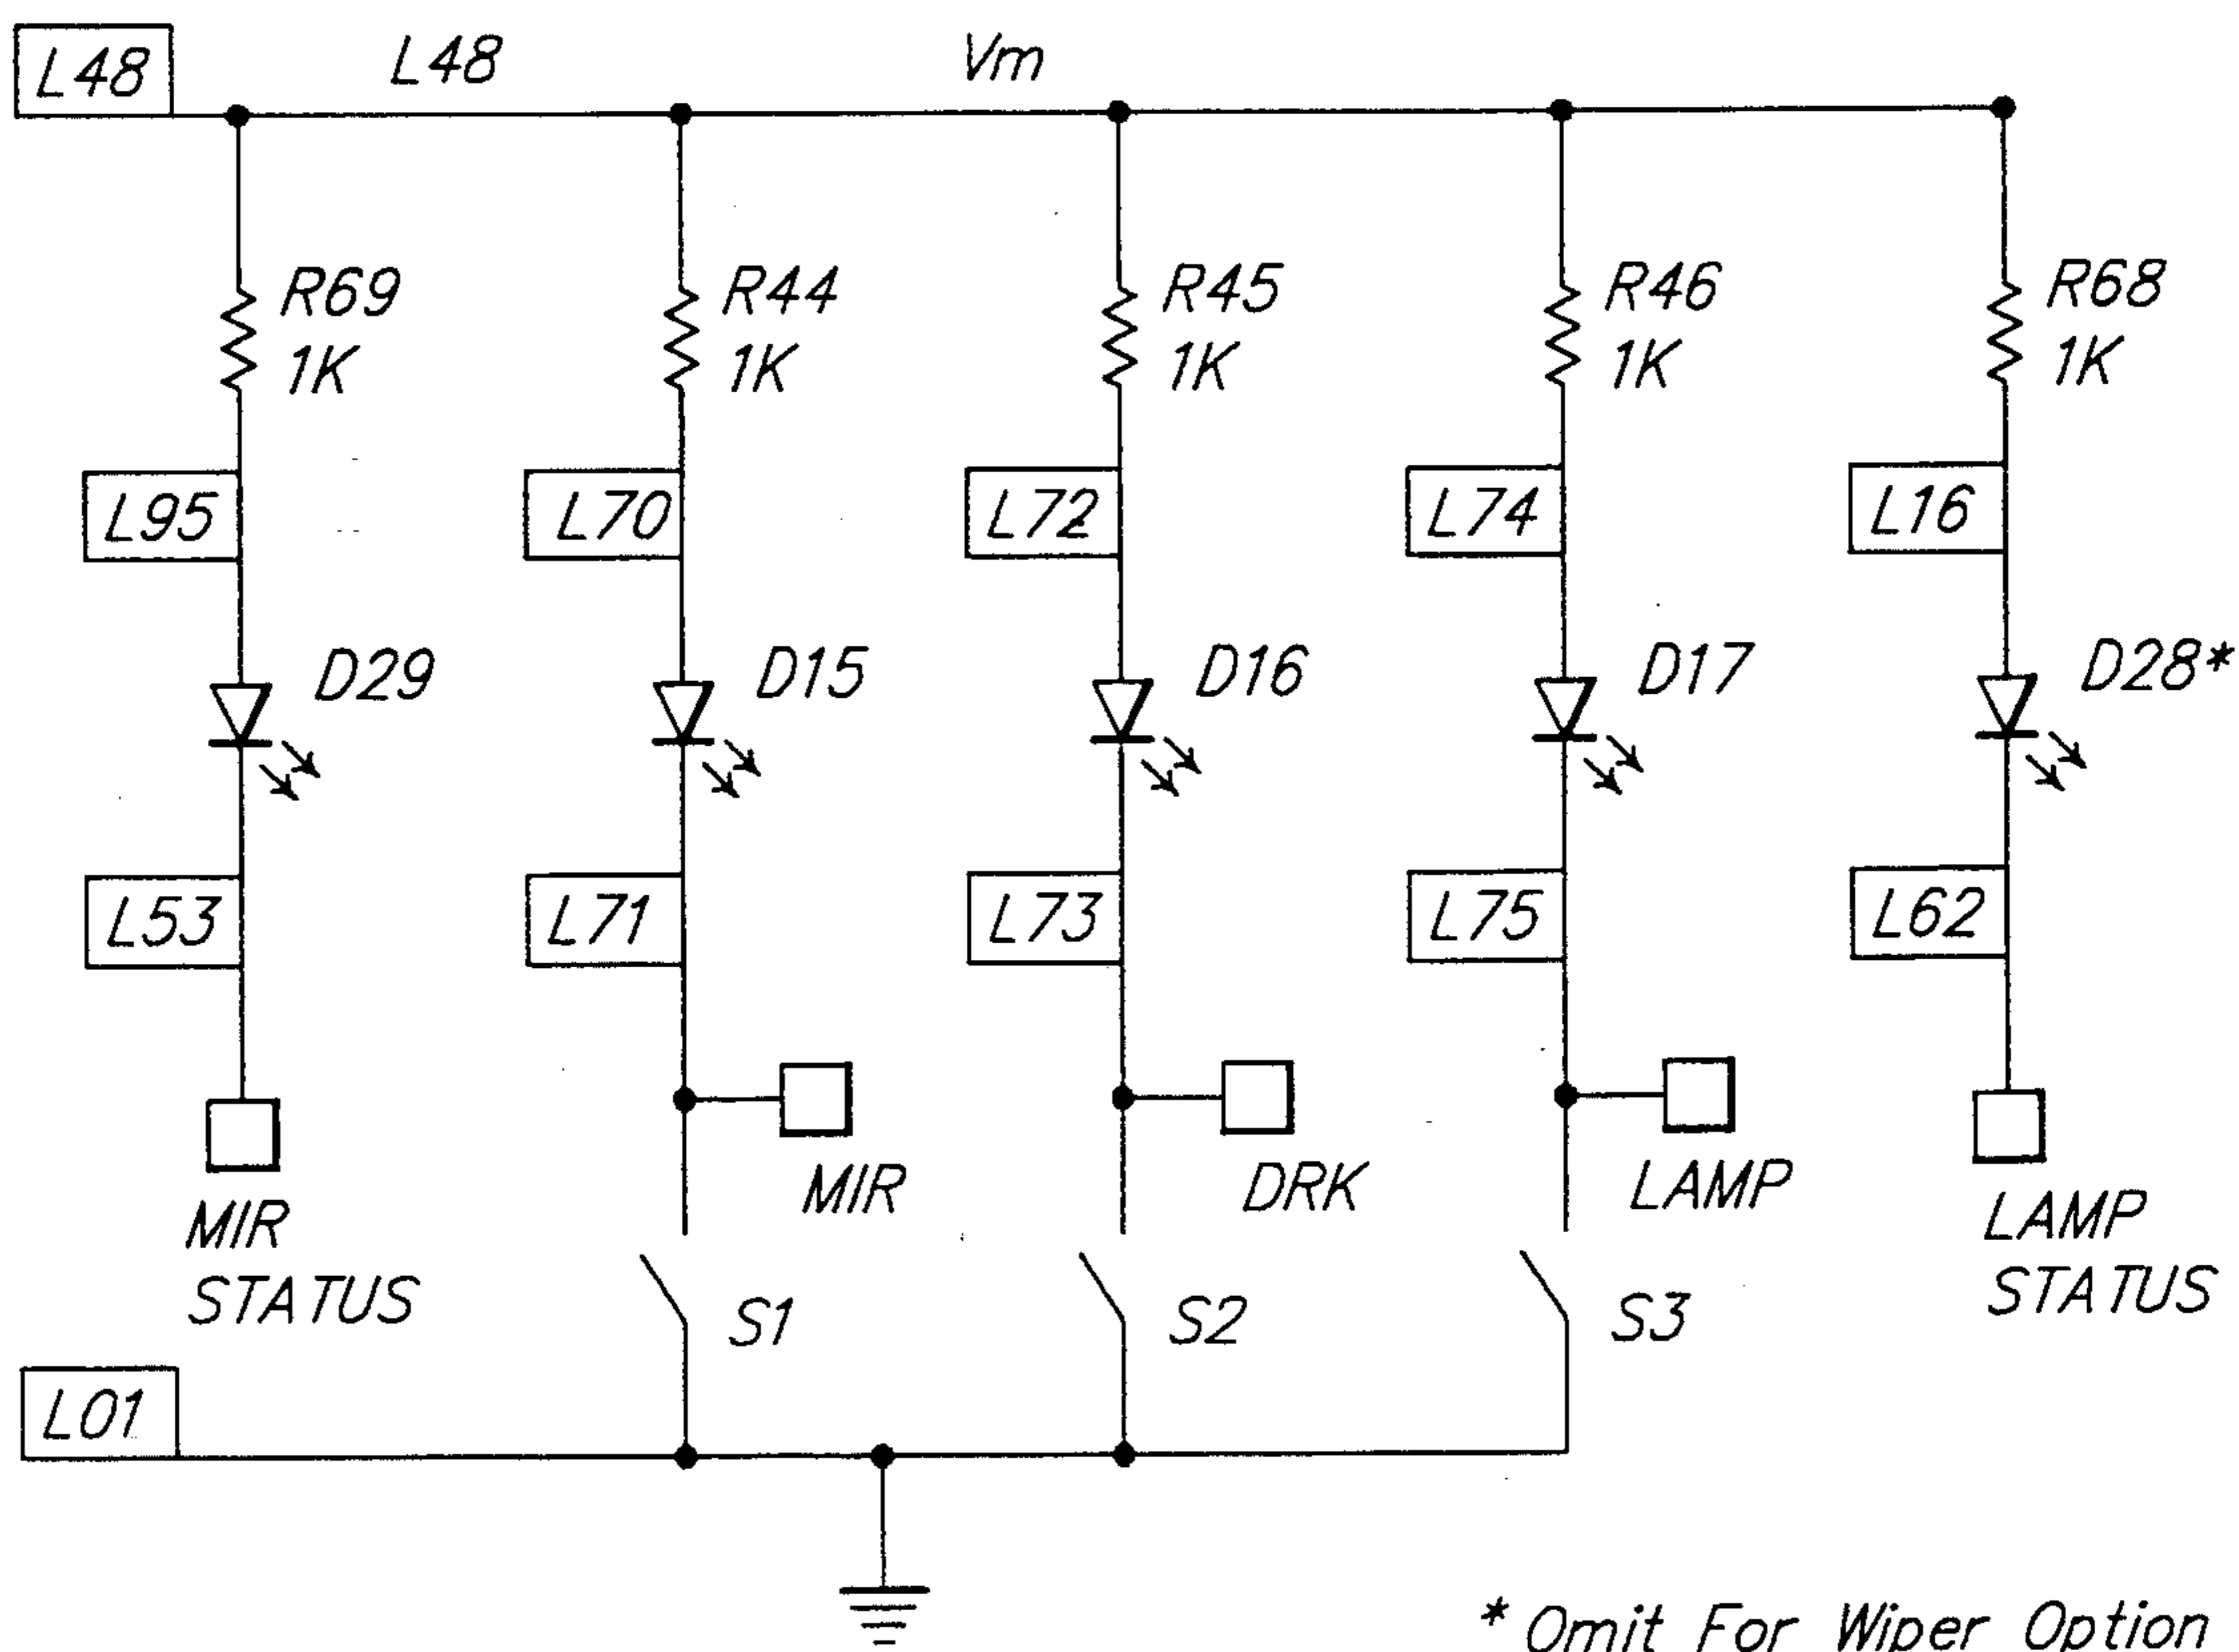 L48
L48
Vm
R69
1K
R44
1K
R45
1K
R46
1K
R68
1K
L95
L70
L72
L74
L16
D29
D15
D16
D17
D28*
L53
L71
L73
L75
L62
MIR
STATUS
MIR
DRK
LAMP
LAMP
STATUS
S1
S2
S3
L01
* Omit For Wiper Option